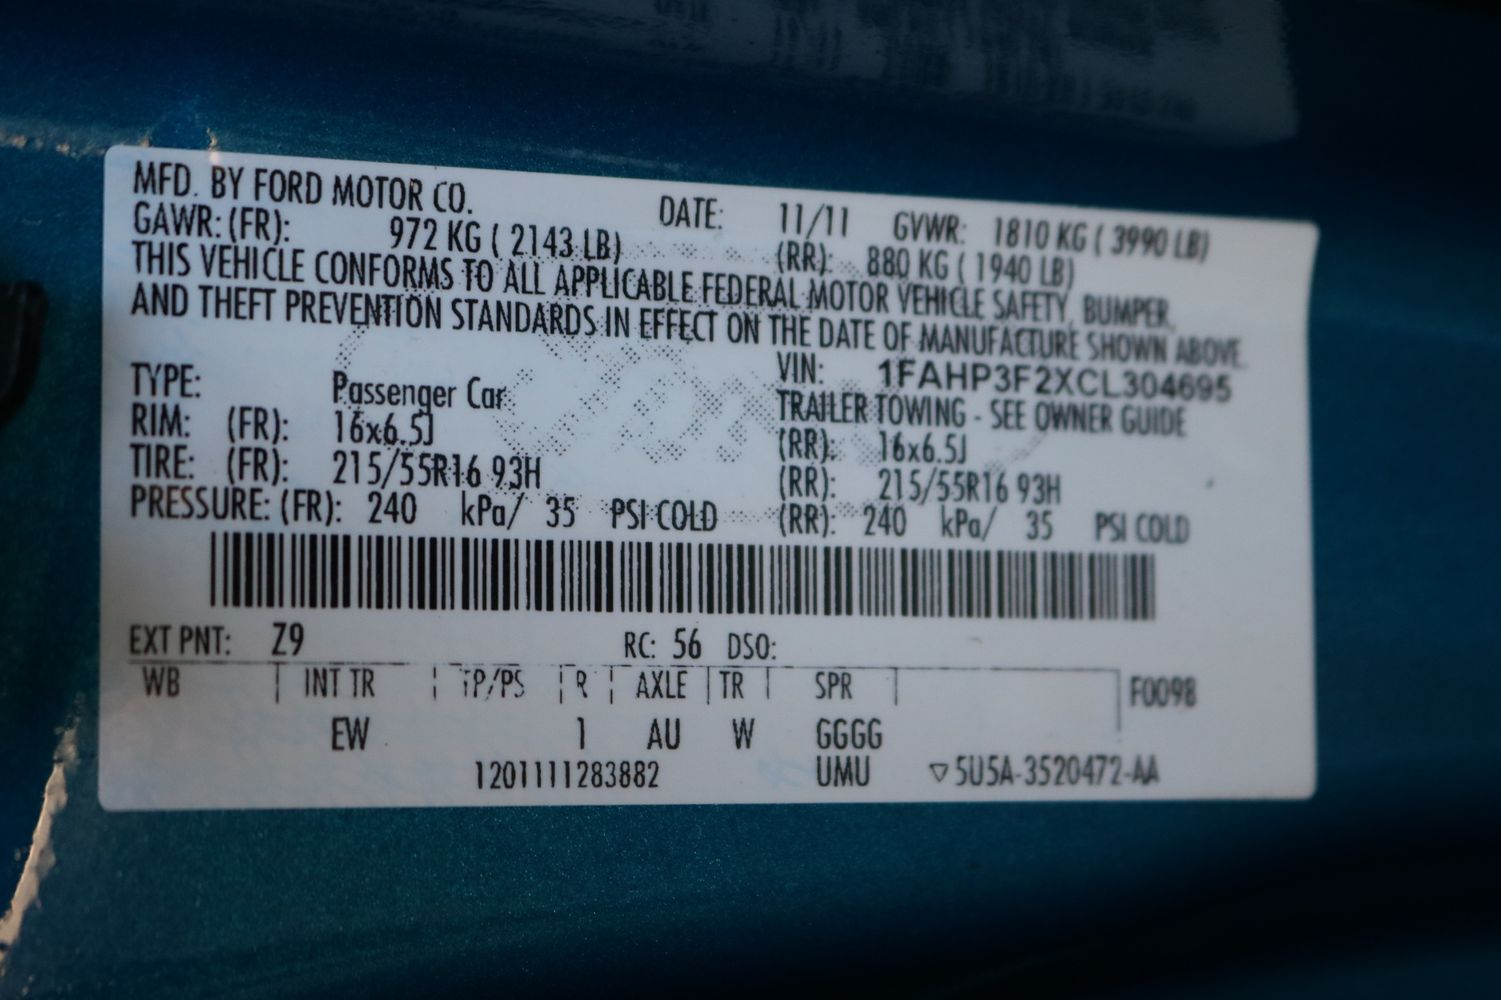 MFD. BY FORD MOTOR CO. DATE: 11/11 GVWR: 1810 KG ( 3990 LB)
GAWR: (FR): 972 KG ( 2143 LB) (RR): 880 KG ( 1940 LB)
THIS VEHICLE CONFORMS TO ALL APPLICABLE FEDERAL MOTOR VEHICLE SAFETY, BUMPER,
AND THEFT PREVENTION STANDARDS IN EFFECT ON THE DATE OF MANUFACTURE SHOWN ABOVE.
VIN: 1FAHP3F2XCL304695
TYPE: Passenger Car TRAILER TOWING - SEE OWNER GUIDE
RIM: (FR): 16x6.5J (RR): 16x6.5J
TIRE: (FR): 215/55R16 93H (RR): 215/55R16 93H
PRESSURE: (FR): 240 kPa/ 35 PSI COLD (RR): 240 kPa/ 35 PSI COLD
EXT PNT: Z9 RC: 56 DSO:
WB INT TR TP/PS R AXLE TR SPR F0098
EW 1 AU W GGGG
1201111283882 UMU ▽5U5A-3520472-AA